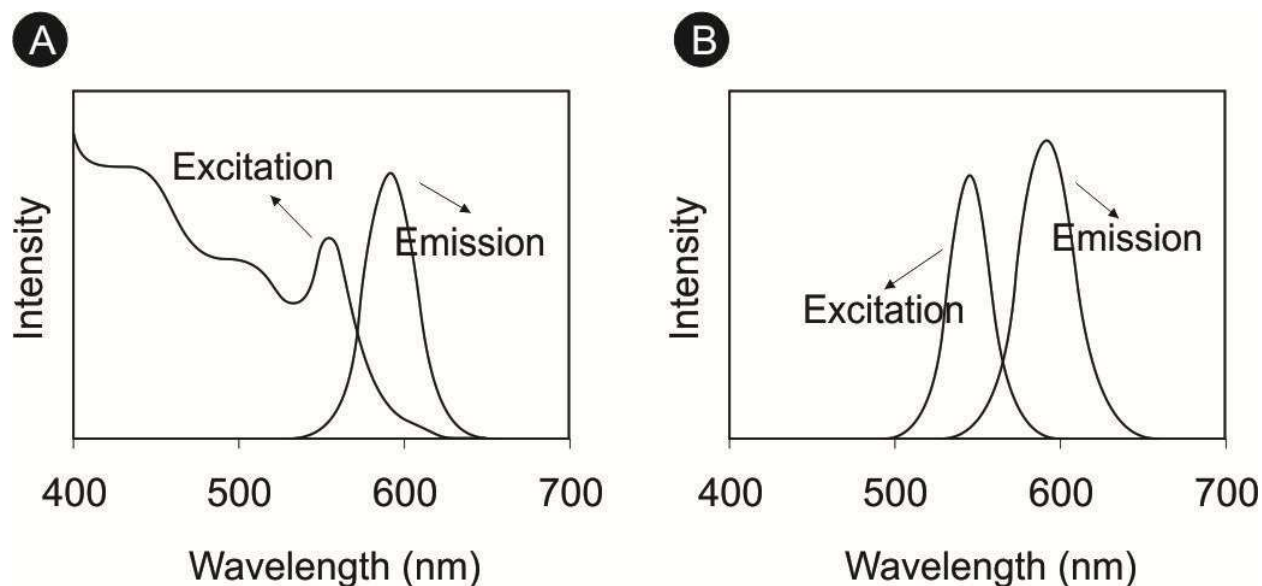 A
Intensity
Excitation
Emission
400 500 600 700
Wavelength (nm)
B
Intensity
Excitation
Emission
400 500 600 700
Wavelength (nm)